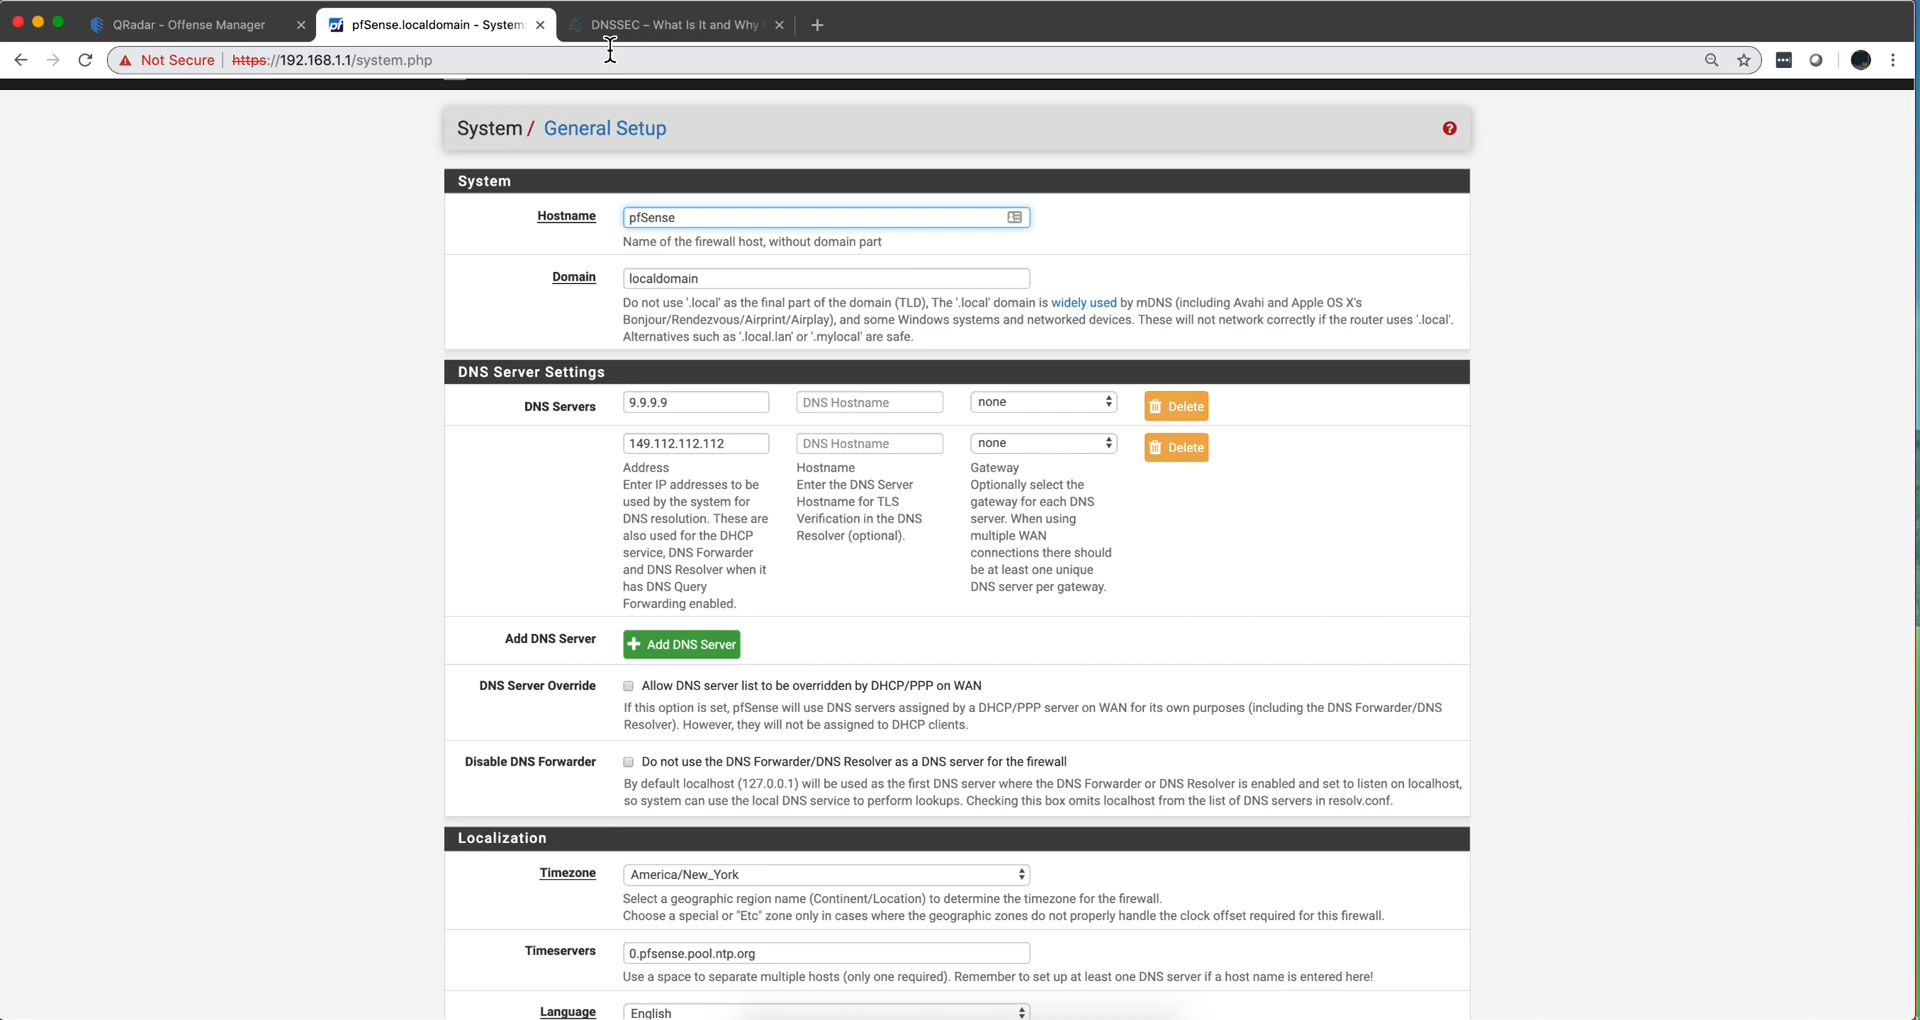 QRadar - Offense Manager
pfSense.localdomain - System:
DNSSEC – What Is It and Why
Not Secure | https://192.168.1.1/system.php
System / General Setup
System
Hostname
pfSense
Name of the firewall host, without domain part
Domain
localdomain
Do not use '.local' as the final part of the domain (TLD), The '.local' domain is widely used by mDNS (including Avahi and Apple OS X's
Bonjour/Rendezvous/Airprint/Airplay), and some Windows systems and networked devices. These will not network correctly if the router uses '.local'.
Alternatives such as '.local.lan' or '.mylocal' are safe.
DNS Server Settings
DNS Servers
9.9.9.9
DNS Hostname
none
Delete
149.112.112.112
DNS Hostname
none
Delete
Address
Enter IP addresses to be
used by the system for
DNS resolution. These are
also used for the DHCP
service, DNS Forwarder
and DNS Resolver when it
has DNS Query
Forwarding enabled.
Hostname
Enter the DNS Server
Hostname for TLS
Verification in the DNS
Resolver (optional).
Gateway
Optionally select the
gateway for each DNS
server. When using
multiple WAN
connections there should
be at least one unique
DNS server per gateway.
Add DNS Server
Add DNS Server
DNS Server Override
Allow DNS server list to be overridden by DHCP/PPP on WAN
If this option is set, pfSense will use DNS servers assigned by a DHCP/PPP server on WAN for its own purposes (including the DNS Forwarder/DNS
Resolver). However, they will not be assigned to DHCP clients.
Disable DNS Forwarder
Do not use the DNS Forwarder/DNS Resolver as a DNS server for the firewall
By default localhost (127.0.0.1) will be used as the first DNS server where the DNS Forwarder or DNS Resolver is enabled and set to listen on localhost,
so system can use the local DNS service to perform lookups. Checking this box omits localhost from the list of DNS servers in resolv.conf.
Localization
Timezone
America/New_York
Select a geographic region name (Continent/Location) to determine the timezone for the firewall.
Choose a special or "Etc" zone only in cases where the geographic zones do not properly handle the clock offset required for this firewall.
Timeservers
0.pfsense.pool.ntp.org
Use a space to separate multiple hosts (only one required). Remember to set up at least one DNS server if a host name is entered here!
Language
English